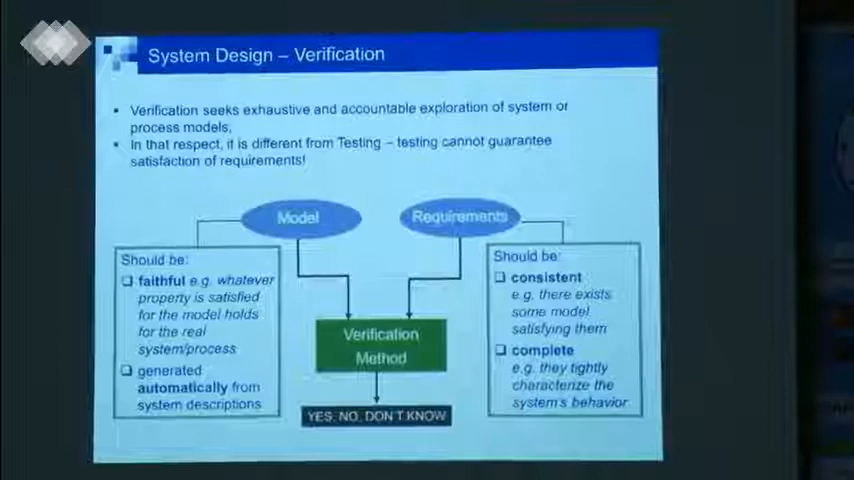 System Design – Verification
▪ Verification seeks exhaustive and accountable exploration of system or
process models,
▪ In that respect, it is different from Testing – testing cannot guarantee
satisfaction of requirements!
Model
Requirements
Should be:
❑ faithful e.g. whatever
property is satisfied
for the model holds
for the real
system/process
❑ generated
automatically from
system descriptions
Should be:
❑ consistent
e.g. there exists
some model
satisfying them
❑ complete
e.g. they tightly
characterize the
system's behavior
Verification
Method
YES, NO, DON'T KNOW